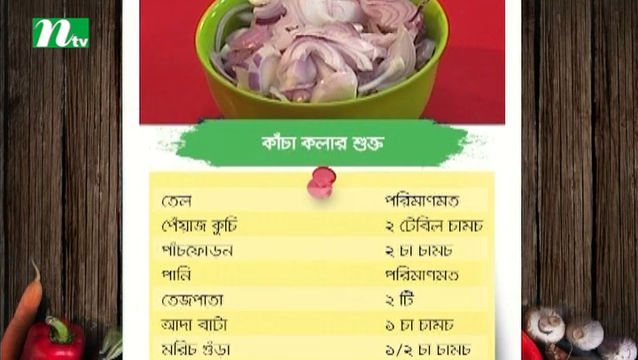 ntv
কাঁচা কলার শুক্ত
তেল পরিমাণমত
পেঁয়াজ কুচি ২ টেবিল চামচ
পাঁচফোডন ২ চা চামচ
পানি পরিমাণমত
তেজপাতা ২ টি
আদা বাটা ১ চা চামচ
মরিচ গুঁড়া ১/২ চা চামচ